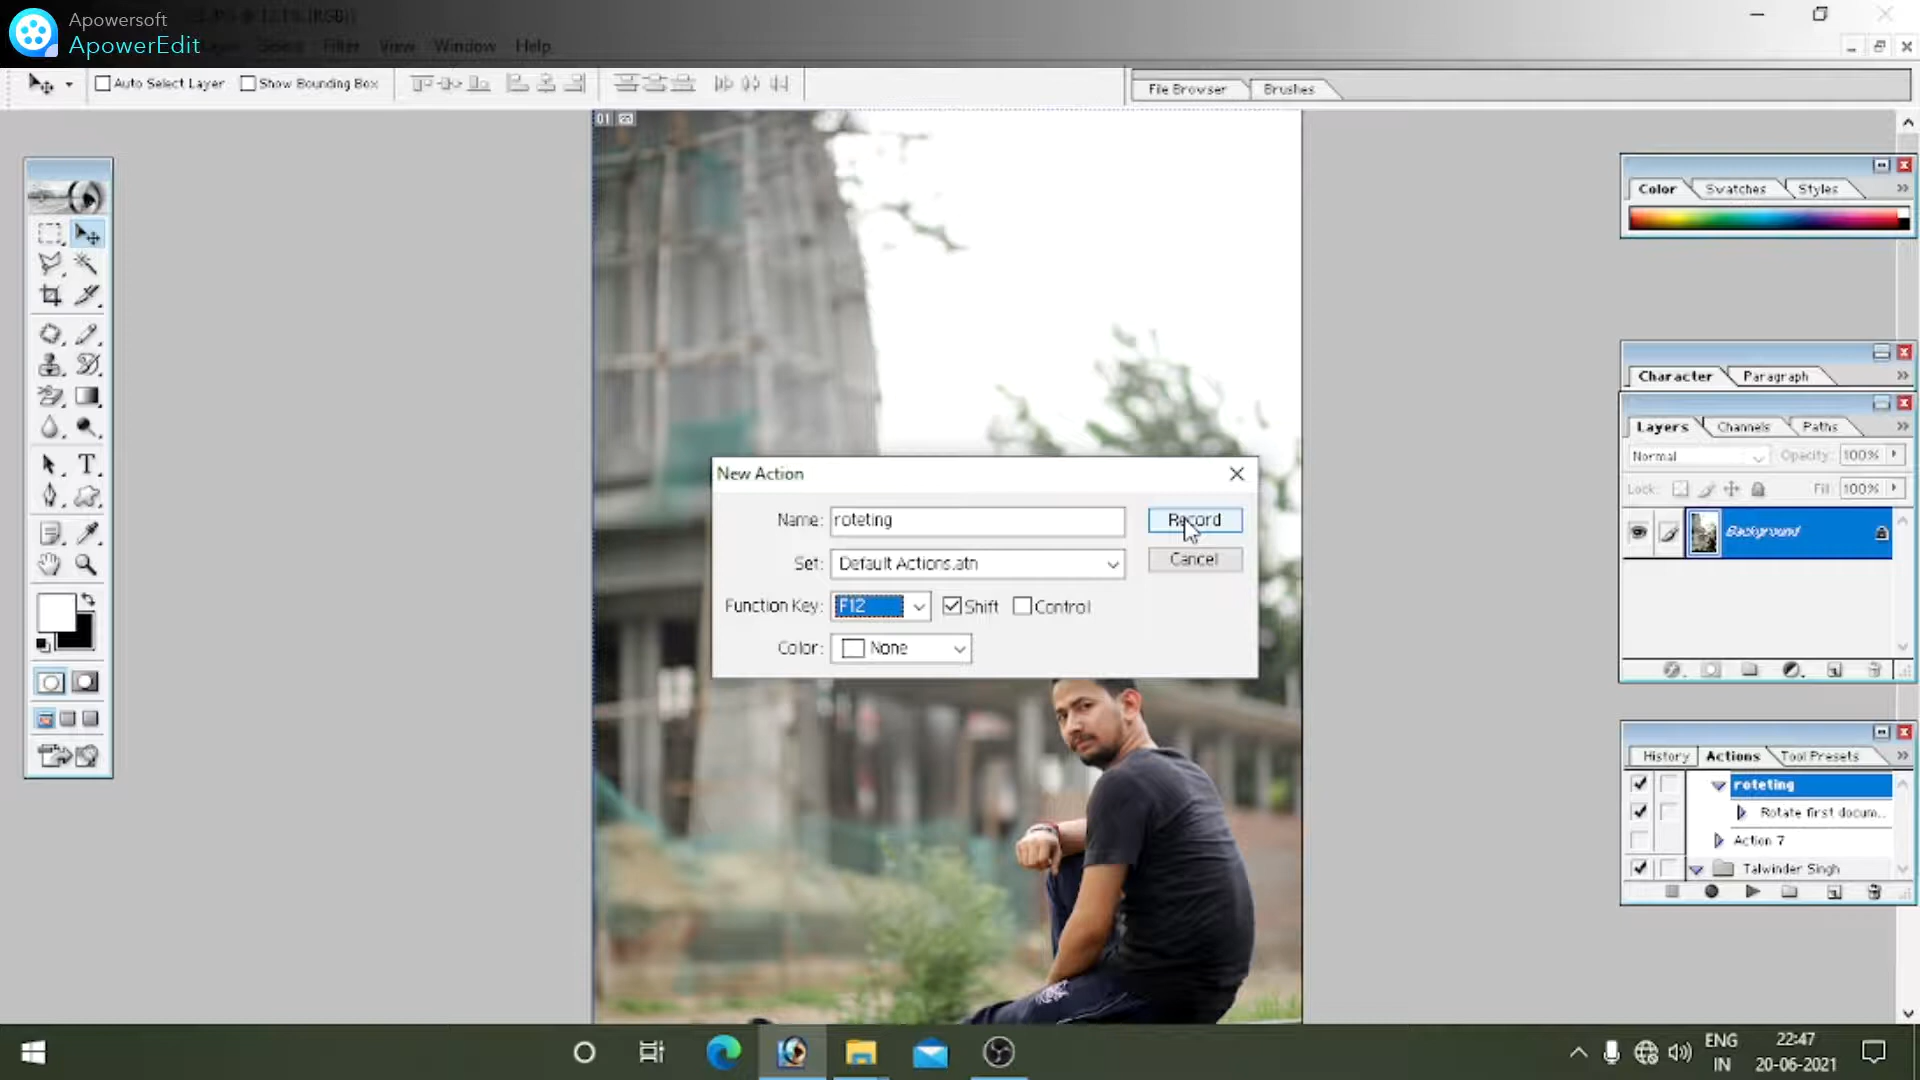 Apowersoft
ApowerEdit
Select Filter View Window Help
Auto Select Layer Show Bounding Box
File Browser Brushes
01
Color Swatches Styles
Character Paragraph
Layers Channels Paths
Normal Opacity: 100%
Lock: Fill: 100%
Background
New Action
Name: roteting
Record
Set: Default Actions.atn
Cancel
Function Key: F12 Shift Control
Color: None
History Actions Tool Presets
roteting
Rotate first docum...
Action 7
Talwinder Singh
ENG
IN
22:47
20-06-2021